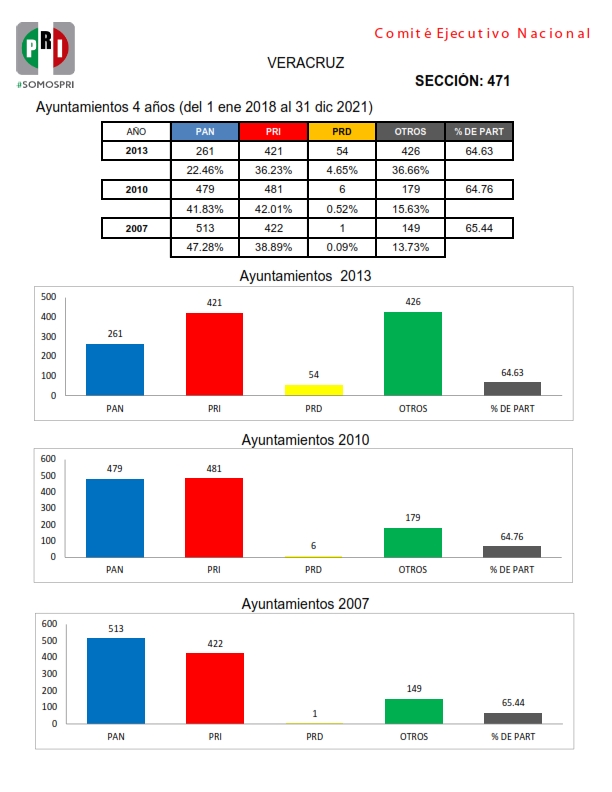 PRI
#SOMOSPRI
Comité Ejecutivo Nacional
VERACRUZ
SECCIÓN: 471
Ayuntamientos 4 años (del 1 ene 2018 al 31 dic 2021)
AÑO PAN PRI PRD OTROS % DE PART
2013 261 421 54 426 64.63
22.46% 36.23% 4.65% 36.66%
2010 479 481 6 179 64.76
41.83% 42.01% 0.52% 15.63%
2007 513 422 1 149 65.44
47.28% 38.89% 0.09% 13.73%
Ayuntamientos 2013
500
400
300
200
100
0
261 421 54 426 64.63
PAN PRI PRD OTROS % DE PART
Ayuntamientos 2010
600
500
400
300
200
100
0
479 481 6 179 64.76
PAN PRI PRD OTROS % DE PART
Ayuntamientos 2007
600
500
400
300
200
100
0
513 422 1 149 65.44
PAN PRI PRD OTROS % DE PART